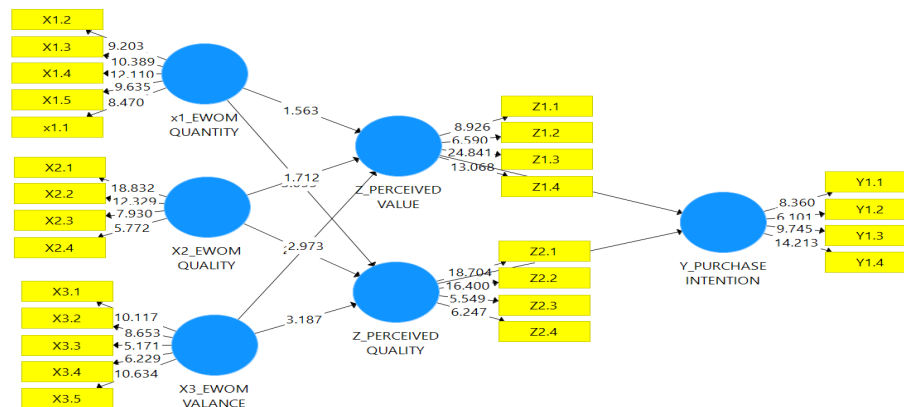 X1.2
X1.3
X1.4
X1.5
x1.1
9.203
10.389
12.110
9.635
8.470
x1_EWOM
QUANTITY
1.563
X2.1
X2.2
X2.3
X2.4
18.832
12.329
7.930
5.772
X2_EWOM
QUALITY
1.712
2.973
X3.1
X3.2
X3.3
X3.4
X3.5
10.117
8.653
5.171
6.229
10.634
X3_EWOM
VALANCE
3.187
Z_PERCEIVED
VALUE
8.926
6.590
24.841
13.068
Z1.1
Z1.2
Z1.3
Z1.4
Z_PERCEIVED
QUALITY
18.704
16.400
5.549
6.247
Z2.1
Z2.2
Z2.3
Z2.4
Y_PURCHASE
INTENTION
8.360
6.101
9.745
14.213
Y1.1
Y1.2
Y1.3
Y1.4